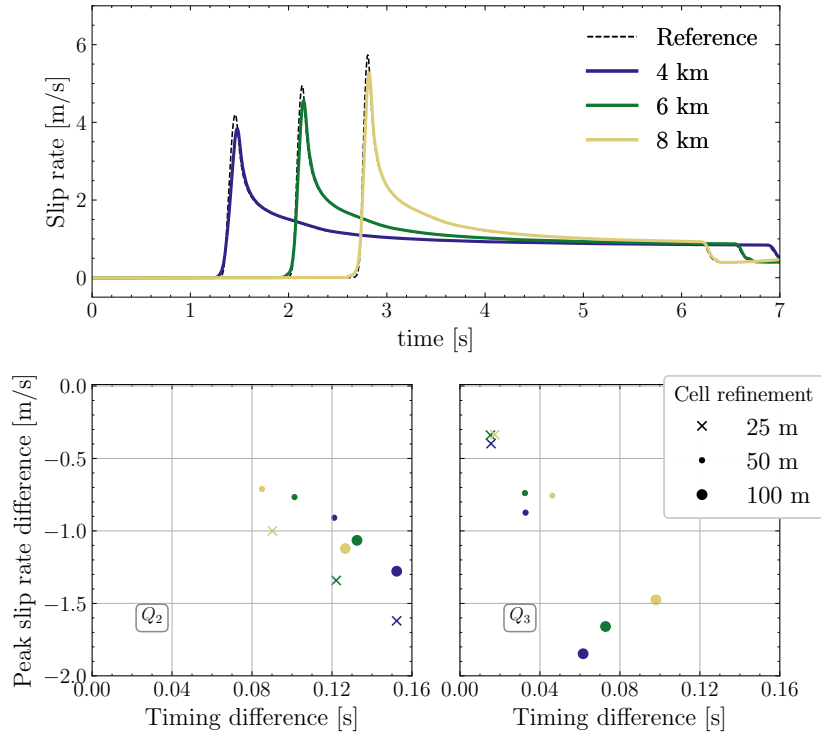 Slip rate [m/s]
6
4
2
0
Reference
4 km
6 km
8 km
0 1 2 3 4 5 6 7
time [s]
Peak slip rate difference [m/s]
0.0
−0.5
−1.0
−1.5
−2.0
Q2
0.00 0.04 0.08 0.12 0.16
Timing difference [s]
Cell refinement
25 m
50 m
100 m
Q3
0.00 0.04 0.08 0.12 0.16
Timing difference [s]